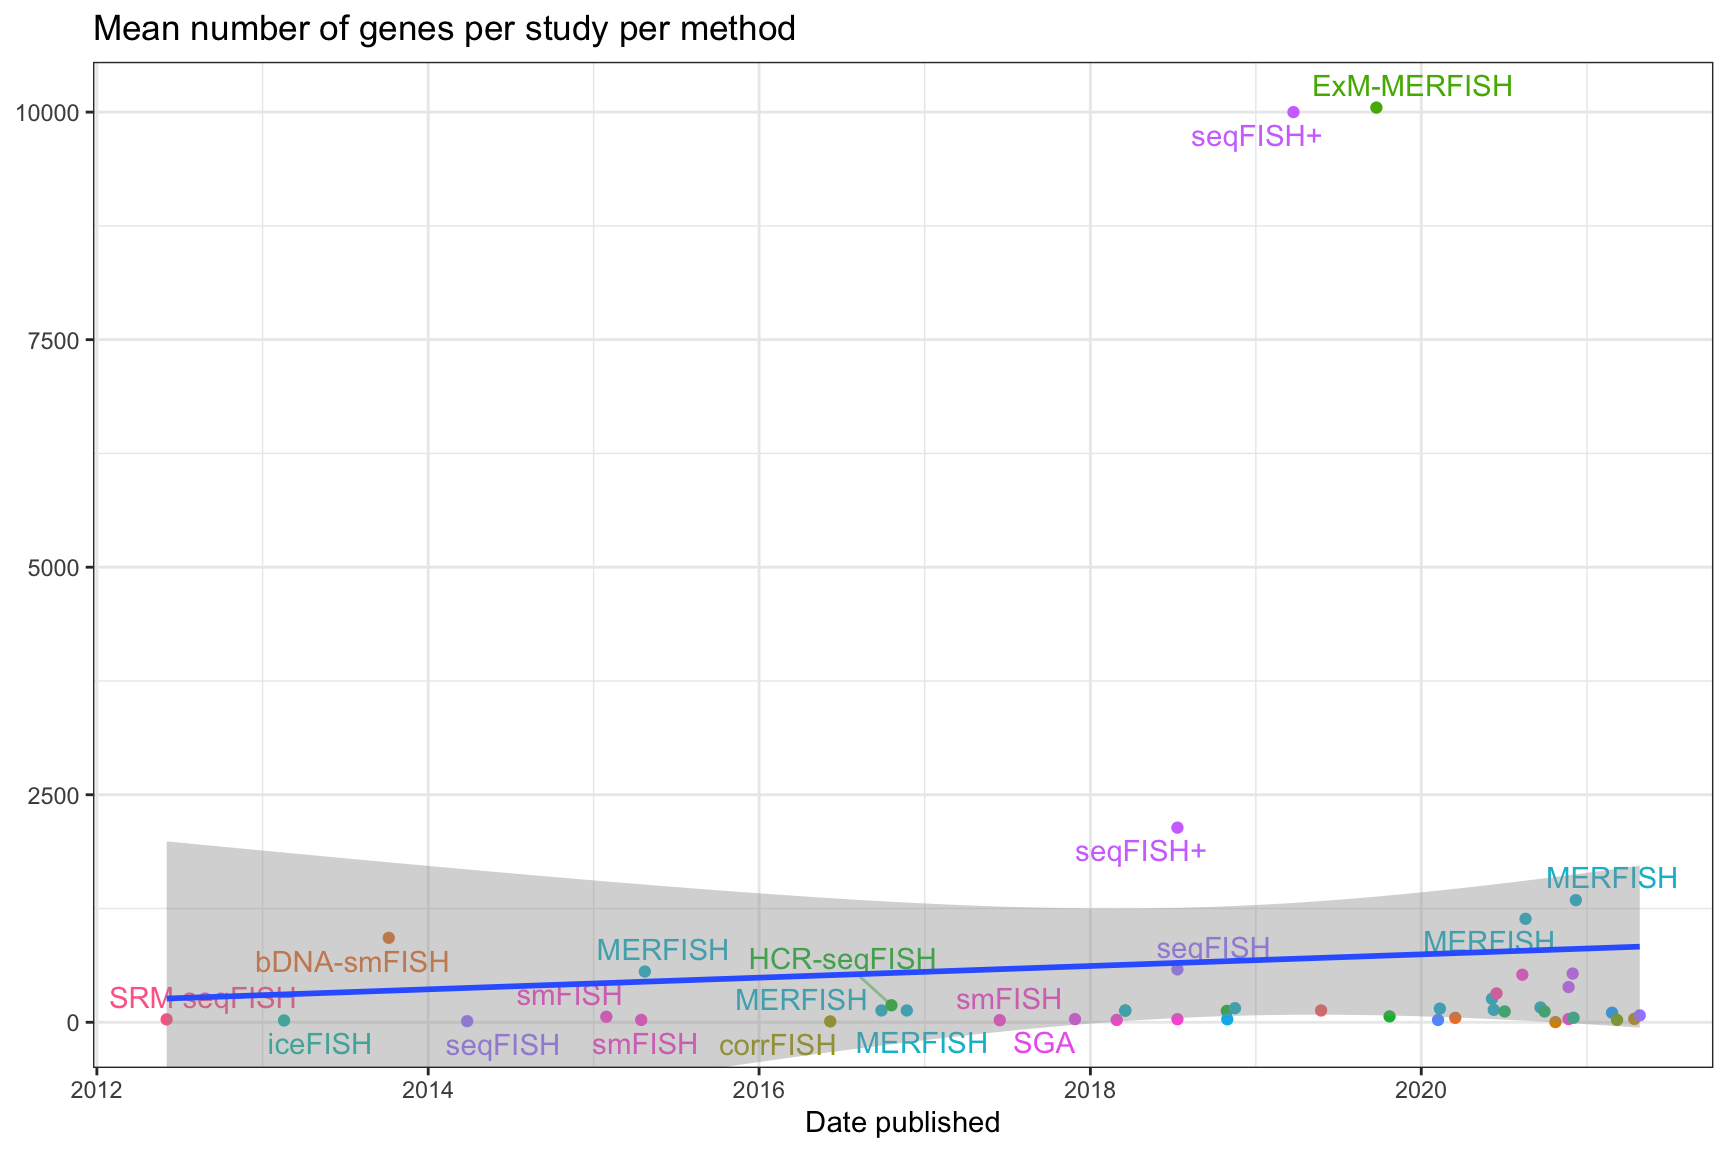 Mean number of genes per study per method
10000
ExM-MERFISH
seqFISH+
7500
5000
2500
seqFISH+
MERFISH
MERFISH
seqFISH
MERFISH
HCR-seqFISH
bDNA-smFISH
SRM seqFISH
smFISH
MERFISH
smFISH
0
iceFISH
seqFISH
smFISH
corrFISH
MERFISH
SGA
2012
2014
2016
2018
2020
Date published